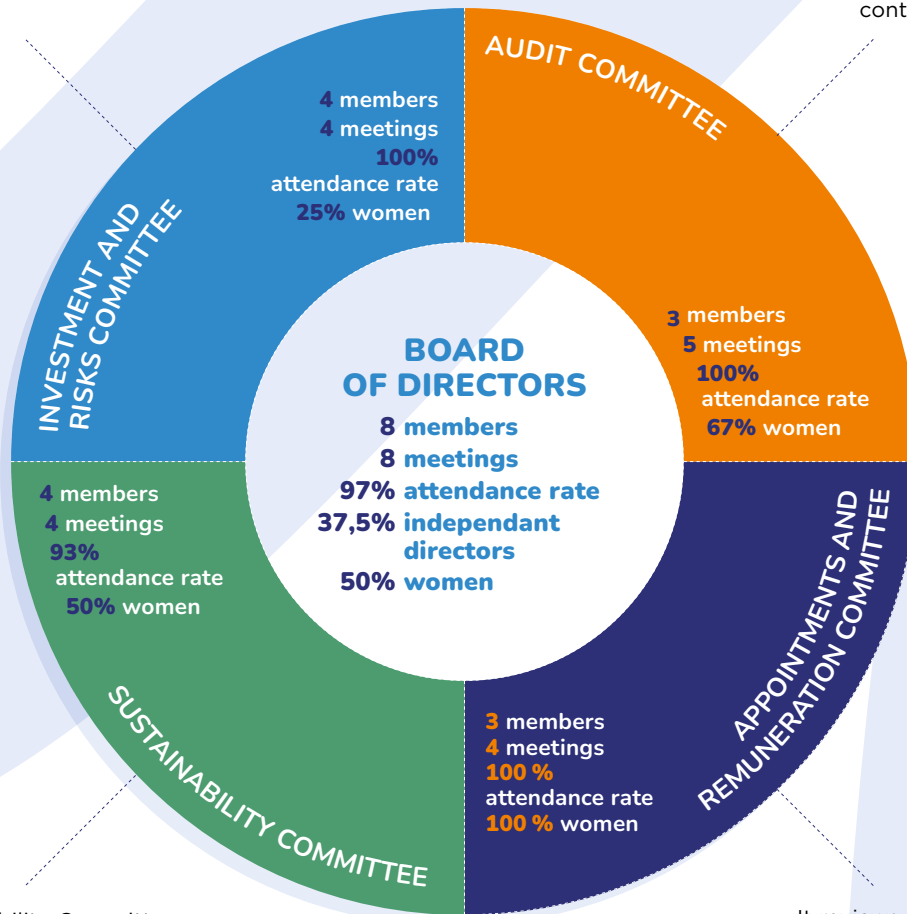 cont
AUDIT COMMITTEE
4 members
4 meetings
100%
attendance rate
25% women
INVESTMENT AND
RISKS COMMITTEE
3 members
5 meetings
100%
attendance rate
67% women
BOARD
OF DIRECTORS
8 members
8 meetings
97% attendance rate
37,5% independant
directors
50% women
4 members
4 meetings
93%
attendance rate
50% women
SUSTAINABILITY COMMITTEE
APPOINTMENTS AND
REMUNERATION COMMITTEE
3 members
4 meetings
100 %
attendance rate
100 % women